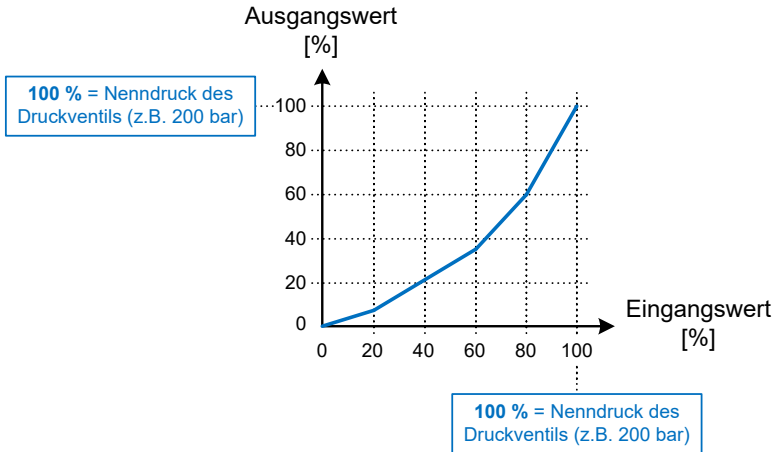 Ausgangswert
[%]
100 % = Nenndruck des
Druckventils (z.B. 200 bar)
100
80
60
40
20
0
0 20 40 60 80 100
Eingangswert
[%]
100 % = Nenndruck des
Druckventils (z.B. 200 bar)